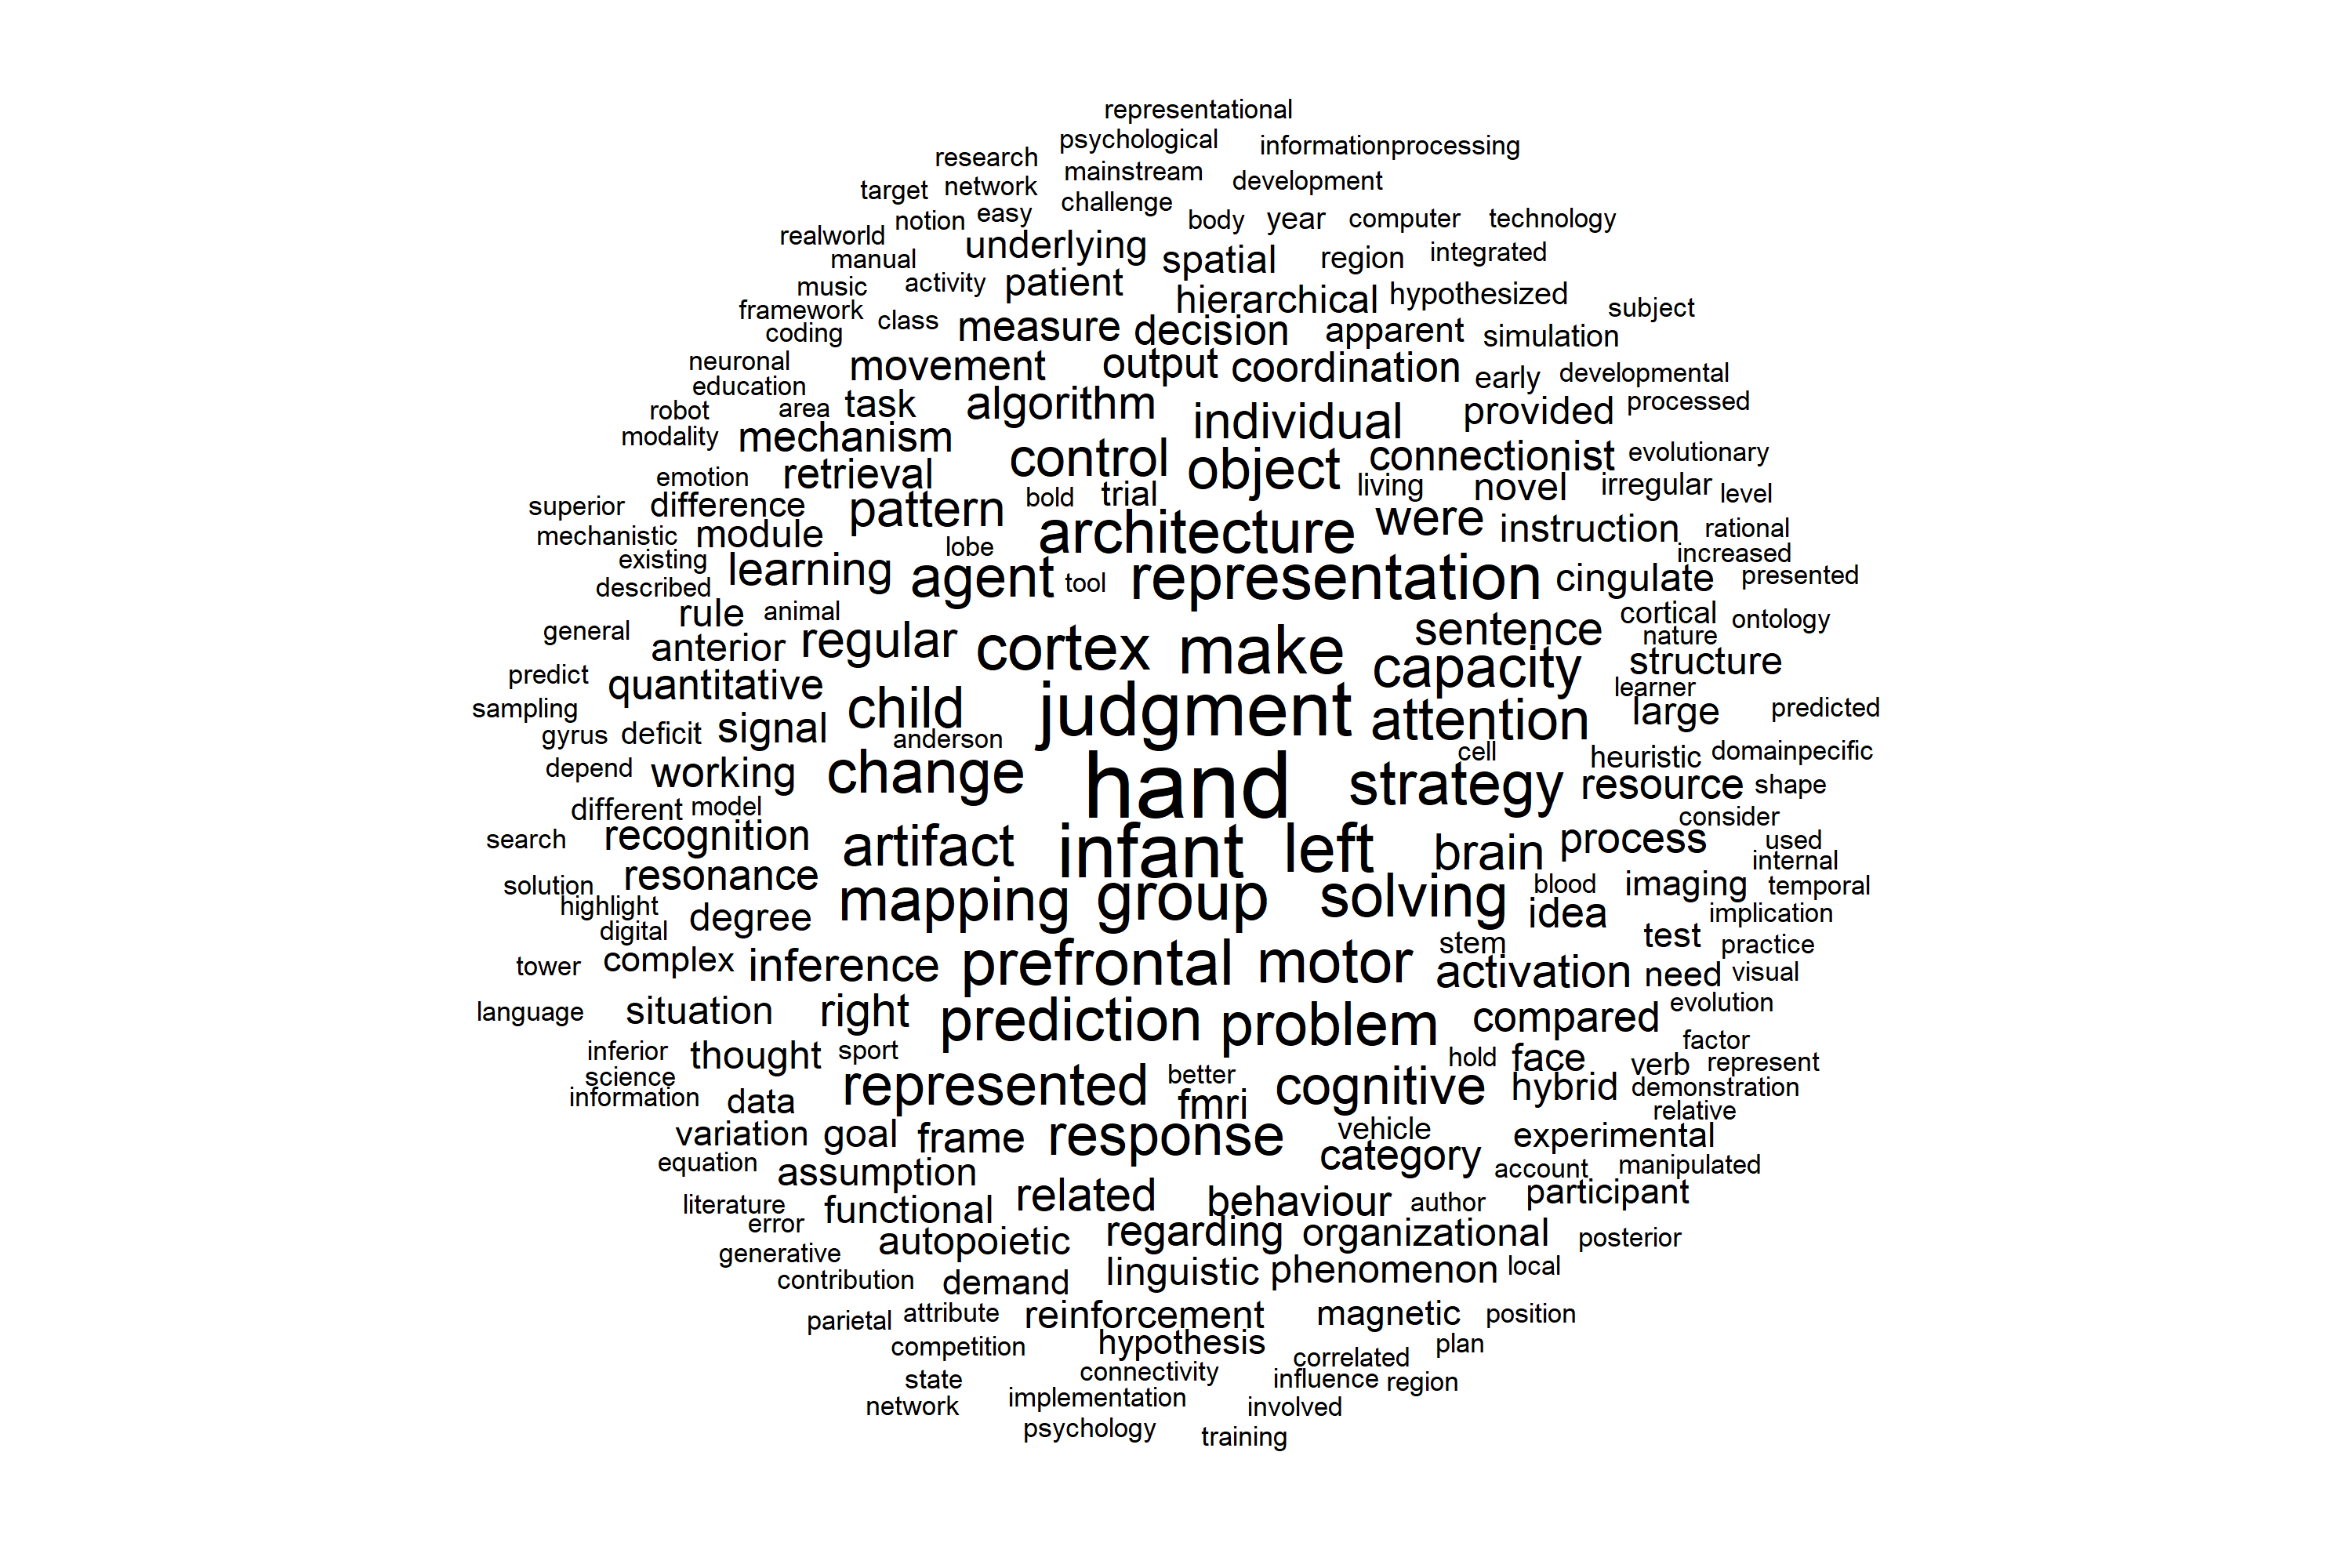 representational
psychological informationprocessing
research mainstream development
target network challenge
notion easy body year computer technology
realworld underlying spatial region integrated
manual
music activity patient hierarchical hypothesized subject
framework class measure decision apparent simulation
coding
neuronal movement output coordination early developmental
education
robot area task algorithm individual provided processed
modality mechanism control object connectionist evolutionary
emotion retrieval living novel irregular level
superior difference pattern bold trial were instruction rational
mechanistic module lobe architecture increased
existing learning agent tool representation cingulate presented
described
rule animal cortical ontology
general anterior regular cortex make sentence nature
predict quantitative capacity structure
sampling child judgment attention learner large predicted
gyrus deficit signal anderson cell heuristic domainpecific
depend working change hand strategy resource shape
different model consider
search recognition artifact infant left brain process used
internal
solution resonance mapping group solving blood imaging temporal
highlight degree idea implication
digital stem test practice
tower complex inference prefrontal motor activation need visual
language situation right prediction problem compared evolution
inferior thought sport hold face verb represent factor
science represented better cognitive hybrid demonstration
information data fmri relative
variation goal frame response vehicle experimental
equation assumption category account manipulated
literature functional related behaviour author participant
error autopoietic regarding organizational posterior
generative
contribution demand linguistic phenomenon local
parietal attribute reinforcement magnetic position
competition hypothesis correlated plan
state connectivity influence region
network implementation involved
psychology training